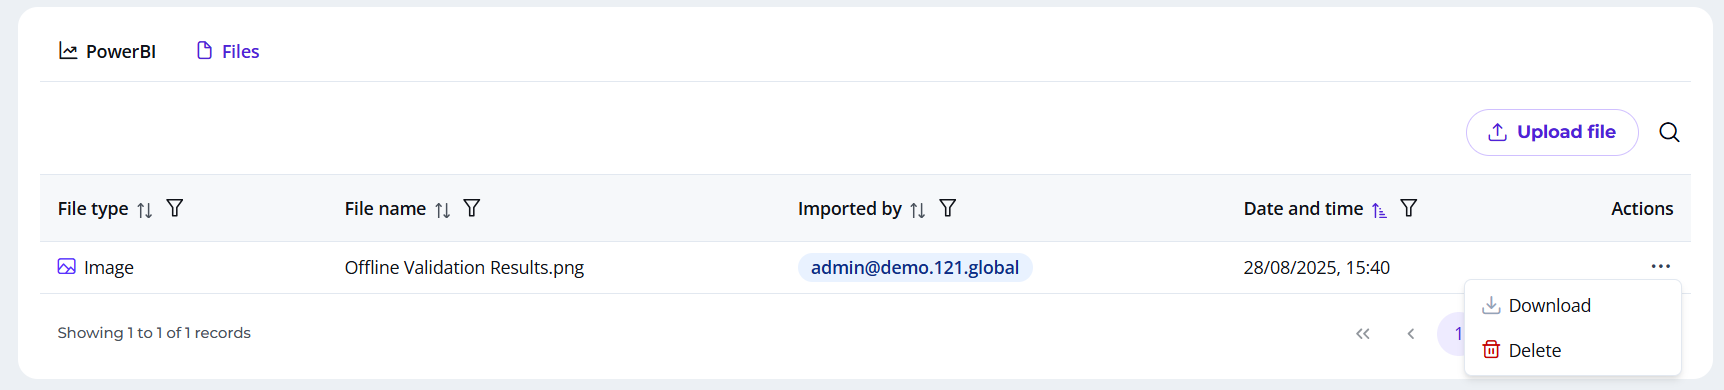 PowerBI Files
Upload file
File type File name Imported by Date and time Actions
Image Offline Validation Results.png admin@demo.121.global 28/08/2025, 15:40
Download
Showing 1 to 1 of 1 records 1
Delete